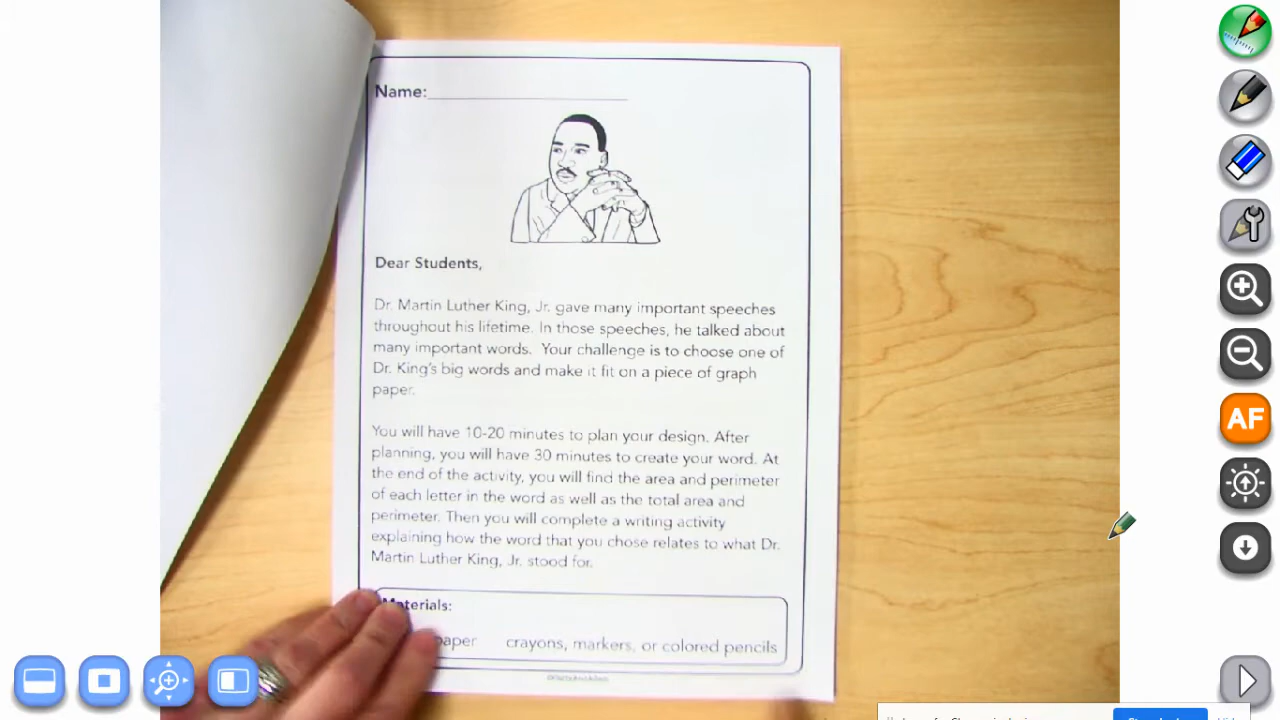 Name:
Dear Students,
Dr. Martin Luther King, Jr. gave many important speeches
throughout his lifetime. In those speeches, he talked about
many important words. Your challenge is to choose one of
Dr. King's big words and make it fit on a piece of graph
paper.
You will have 10-20 minutes to plan your design. After
planning, you will have 30 minutes to create your word. At
the end of the activity, you will find the area and perimeter
of each letter in the word as well as the total area and
perimeter. Then you will complete a writing activity
explaining how the word that you chose relates to what Dr.
Martin Luther King, Jr. stood for.
Materials:
paper crayons, markers, or colored pencils
AF